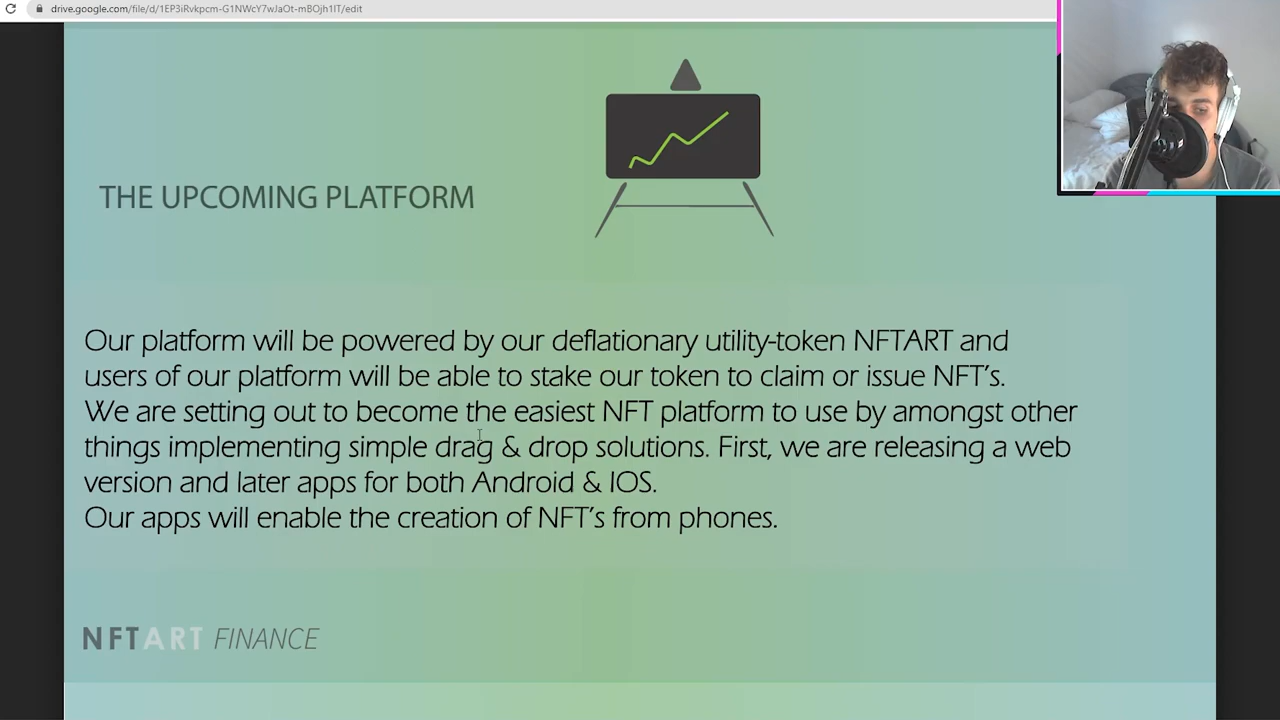 drive.google.com/file/d/1EP3iRvkpcm-G1NWcY7wJaOt-mBOjh1lT/edit
THE UPCOMING PLATFORM
Our platform will be powered by our deflationary utility-token NFTART and
users of our platform will be able to stake our token to claim or issue NFT's.
We are setting out to become the easiest NFT platform to use by amongst other
things implementing simple drag & drop solutions. First, we are releasing a web
version and later apps for both Android & IOS.
Our apps will enable the creation of NFT's from phones.
NFTART FINANCE